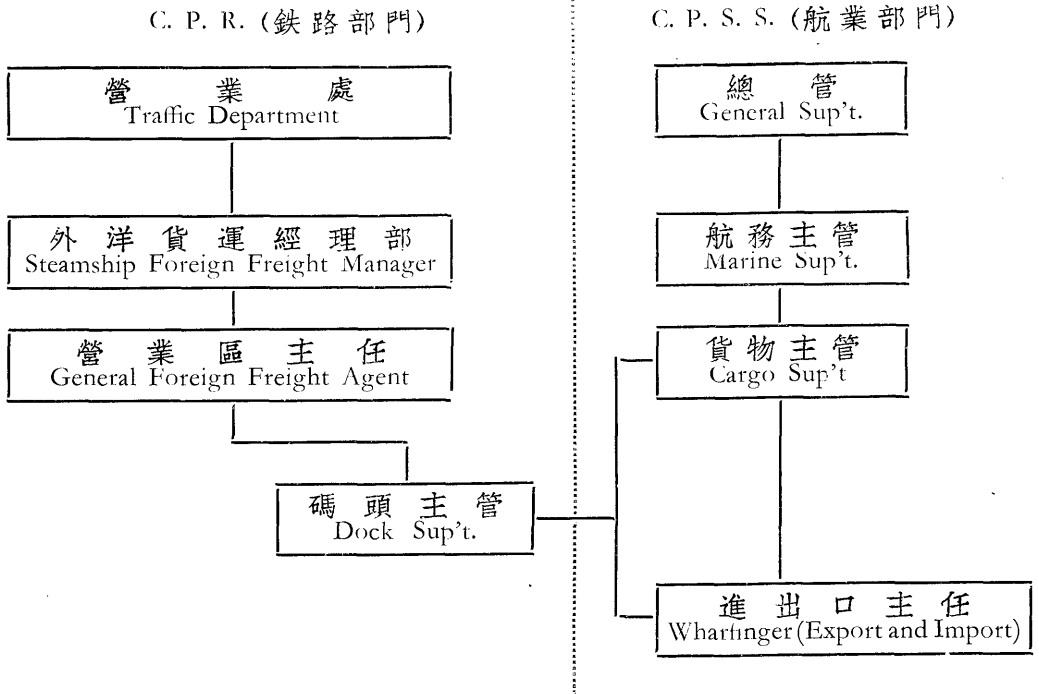 C. P. R. (鉄路部門)
營業處
Traffic Department
外洋貨運經理部
Steamship Foreign Freight Manager
營業區主任
General Foreign Freight Agent
碼頭主管
Dock Sup't.
C. P. S. S. (航業部門)
總管
General Sup't.
航務主管
Marine Sup't.
貨物主管
Cargo Sup't
進出口主任
Wharfinger (Export and Import)